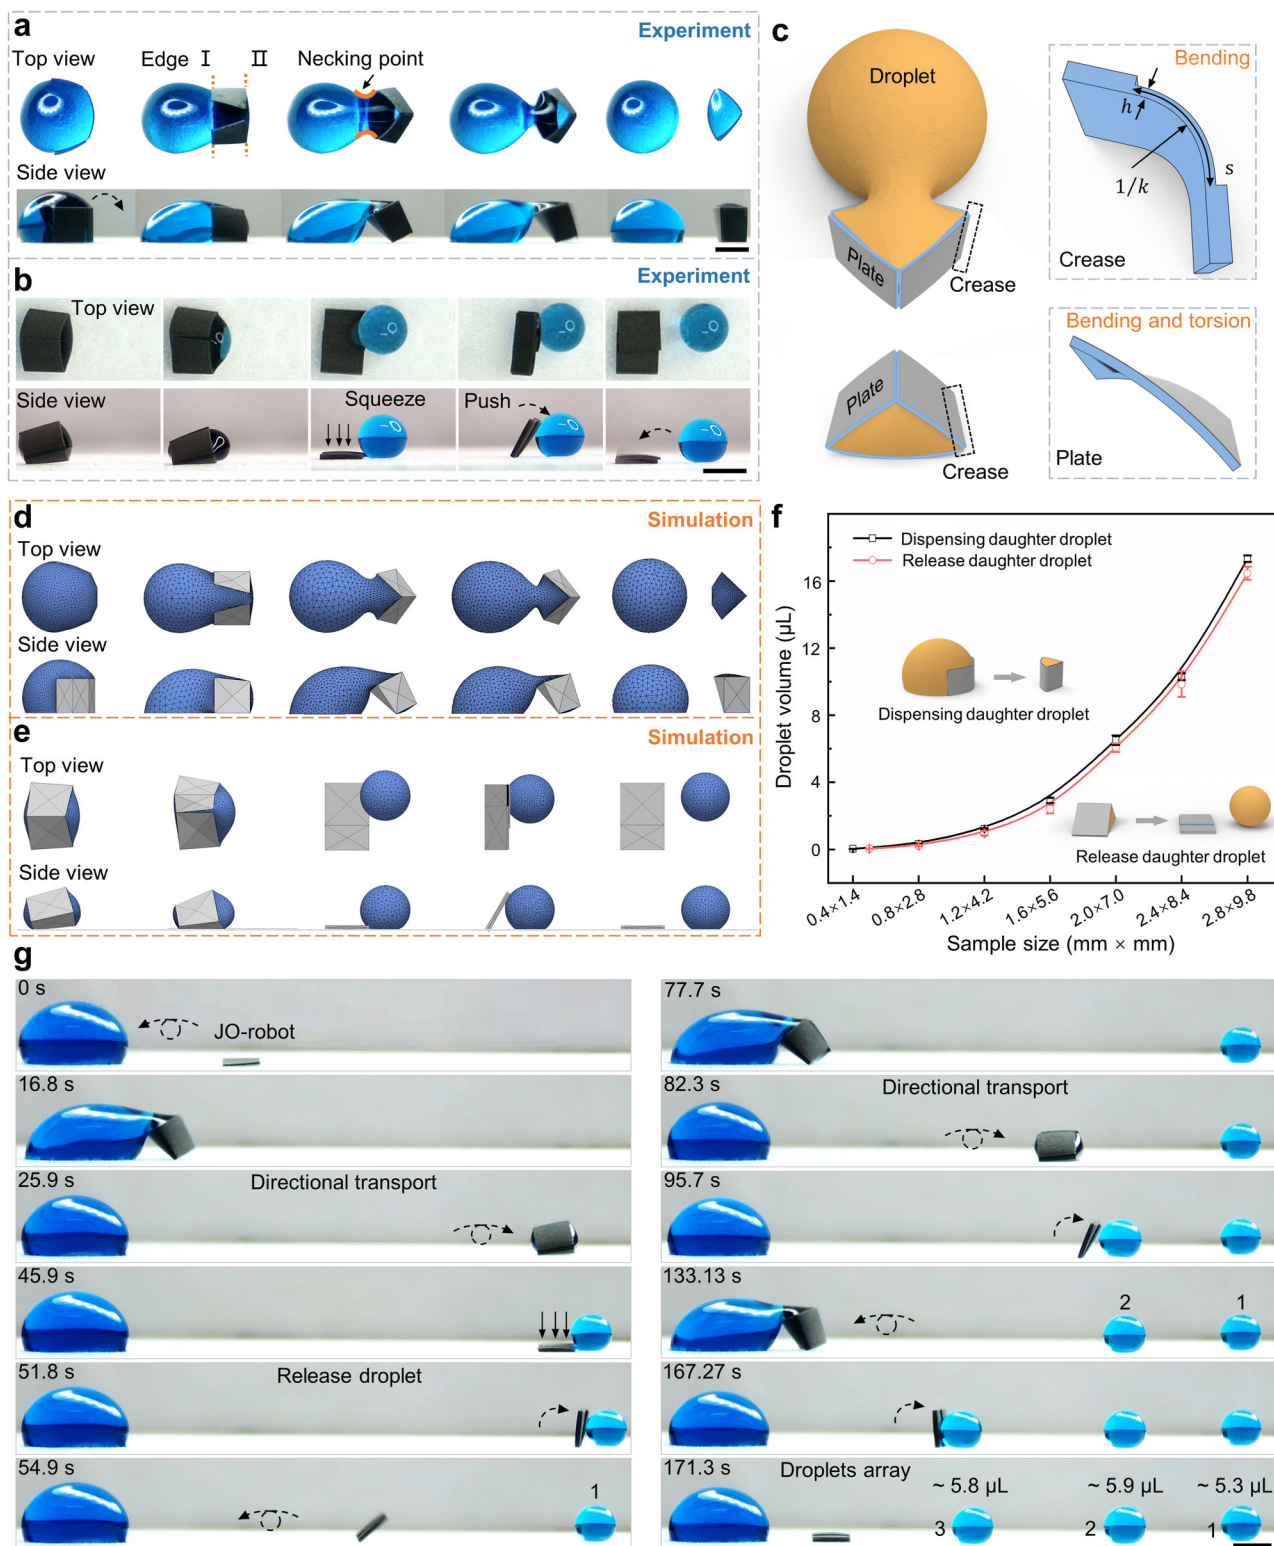 a
Experiment
Top view
Edge I II
Necking point
Side view
b
Experiment
Top view
Side view
Squeeze
Push
c
Droplet
Plate
Crease
Plate
Crease
Bending
h
1/k
s
Crease
Bending and torsion
Plate
d
Simulation
Top view
Side view
e
Simulation
Top view
Side view
f
Dispensing daughter droplet
Release daughter droplet
16
12
8
4
0
Droplet volume (μL)
Dispensing daughter droplet
Release daughter droplet
0.4×1.4
0.8×2.8
1.2×4.2
1.6×5.6
2.0×7.0
2.4×8.4
2.8×9.8
Sample size (mm × mm)
g
0 s
JO-robot
16.8 s
25.9 s
Directional transport
45.9 s
51.8 s
Release droplet
54.9 s
1
77.7 s
82.3 s
Directional transport
95.7 s
133.13 s
2
1
167.27 s
171.3 s
Droplets array
~ 5.8 μL
~ 5.9 μL
~ 5.3 μL
3
2
1